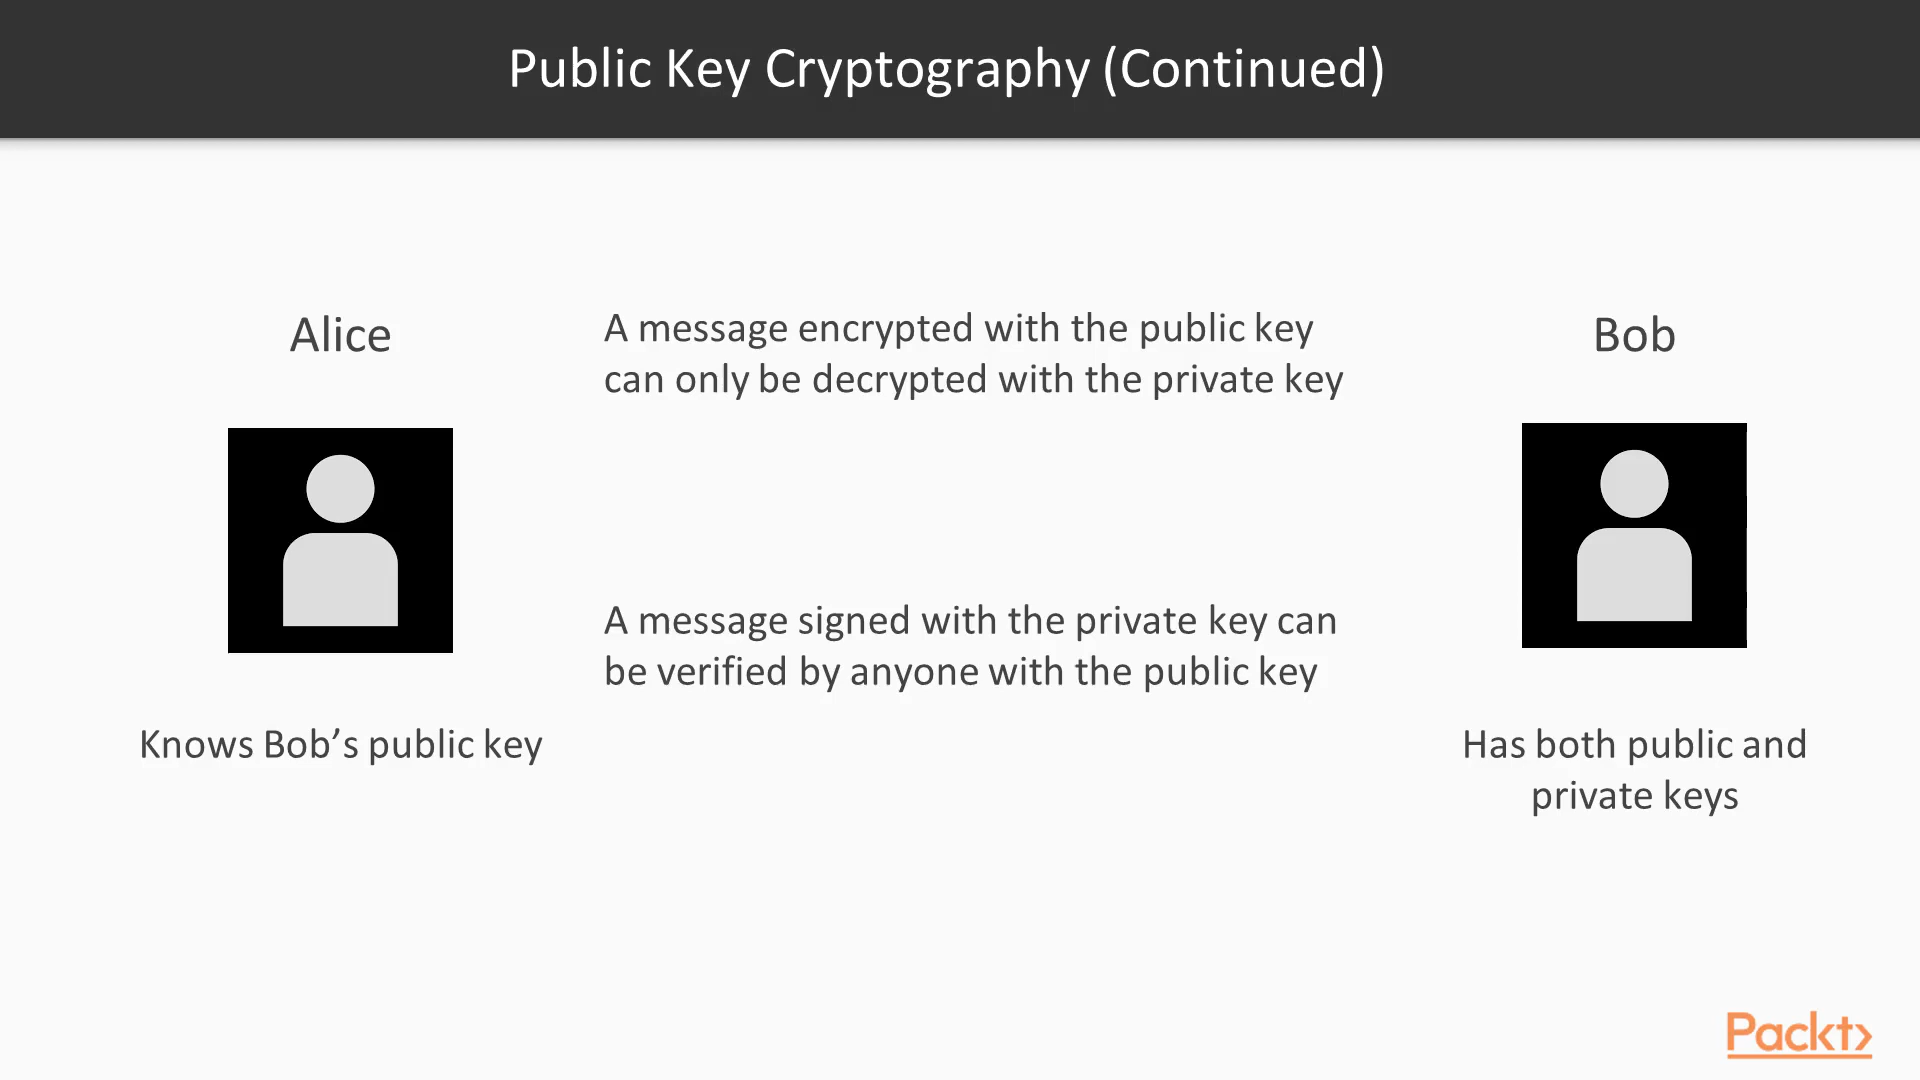 Public Key Cryptography (Continued)
Alice
A message encrypted with the public key
can only be decrypted with the private key
Bob
A message signed with the private key can
be verified by anyone with the public key
Knows Bob’s public key
Has both public and
private keys
Packt>